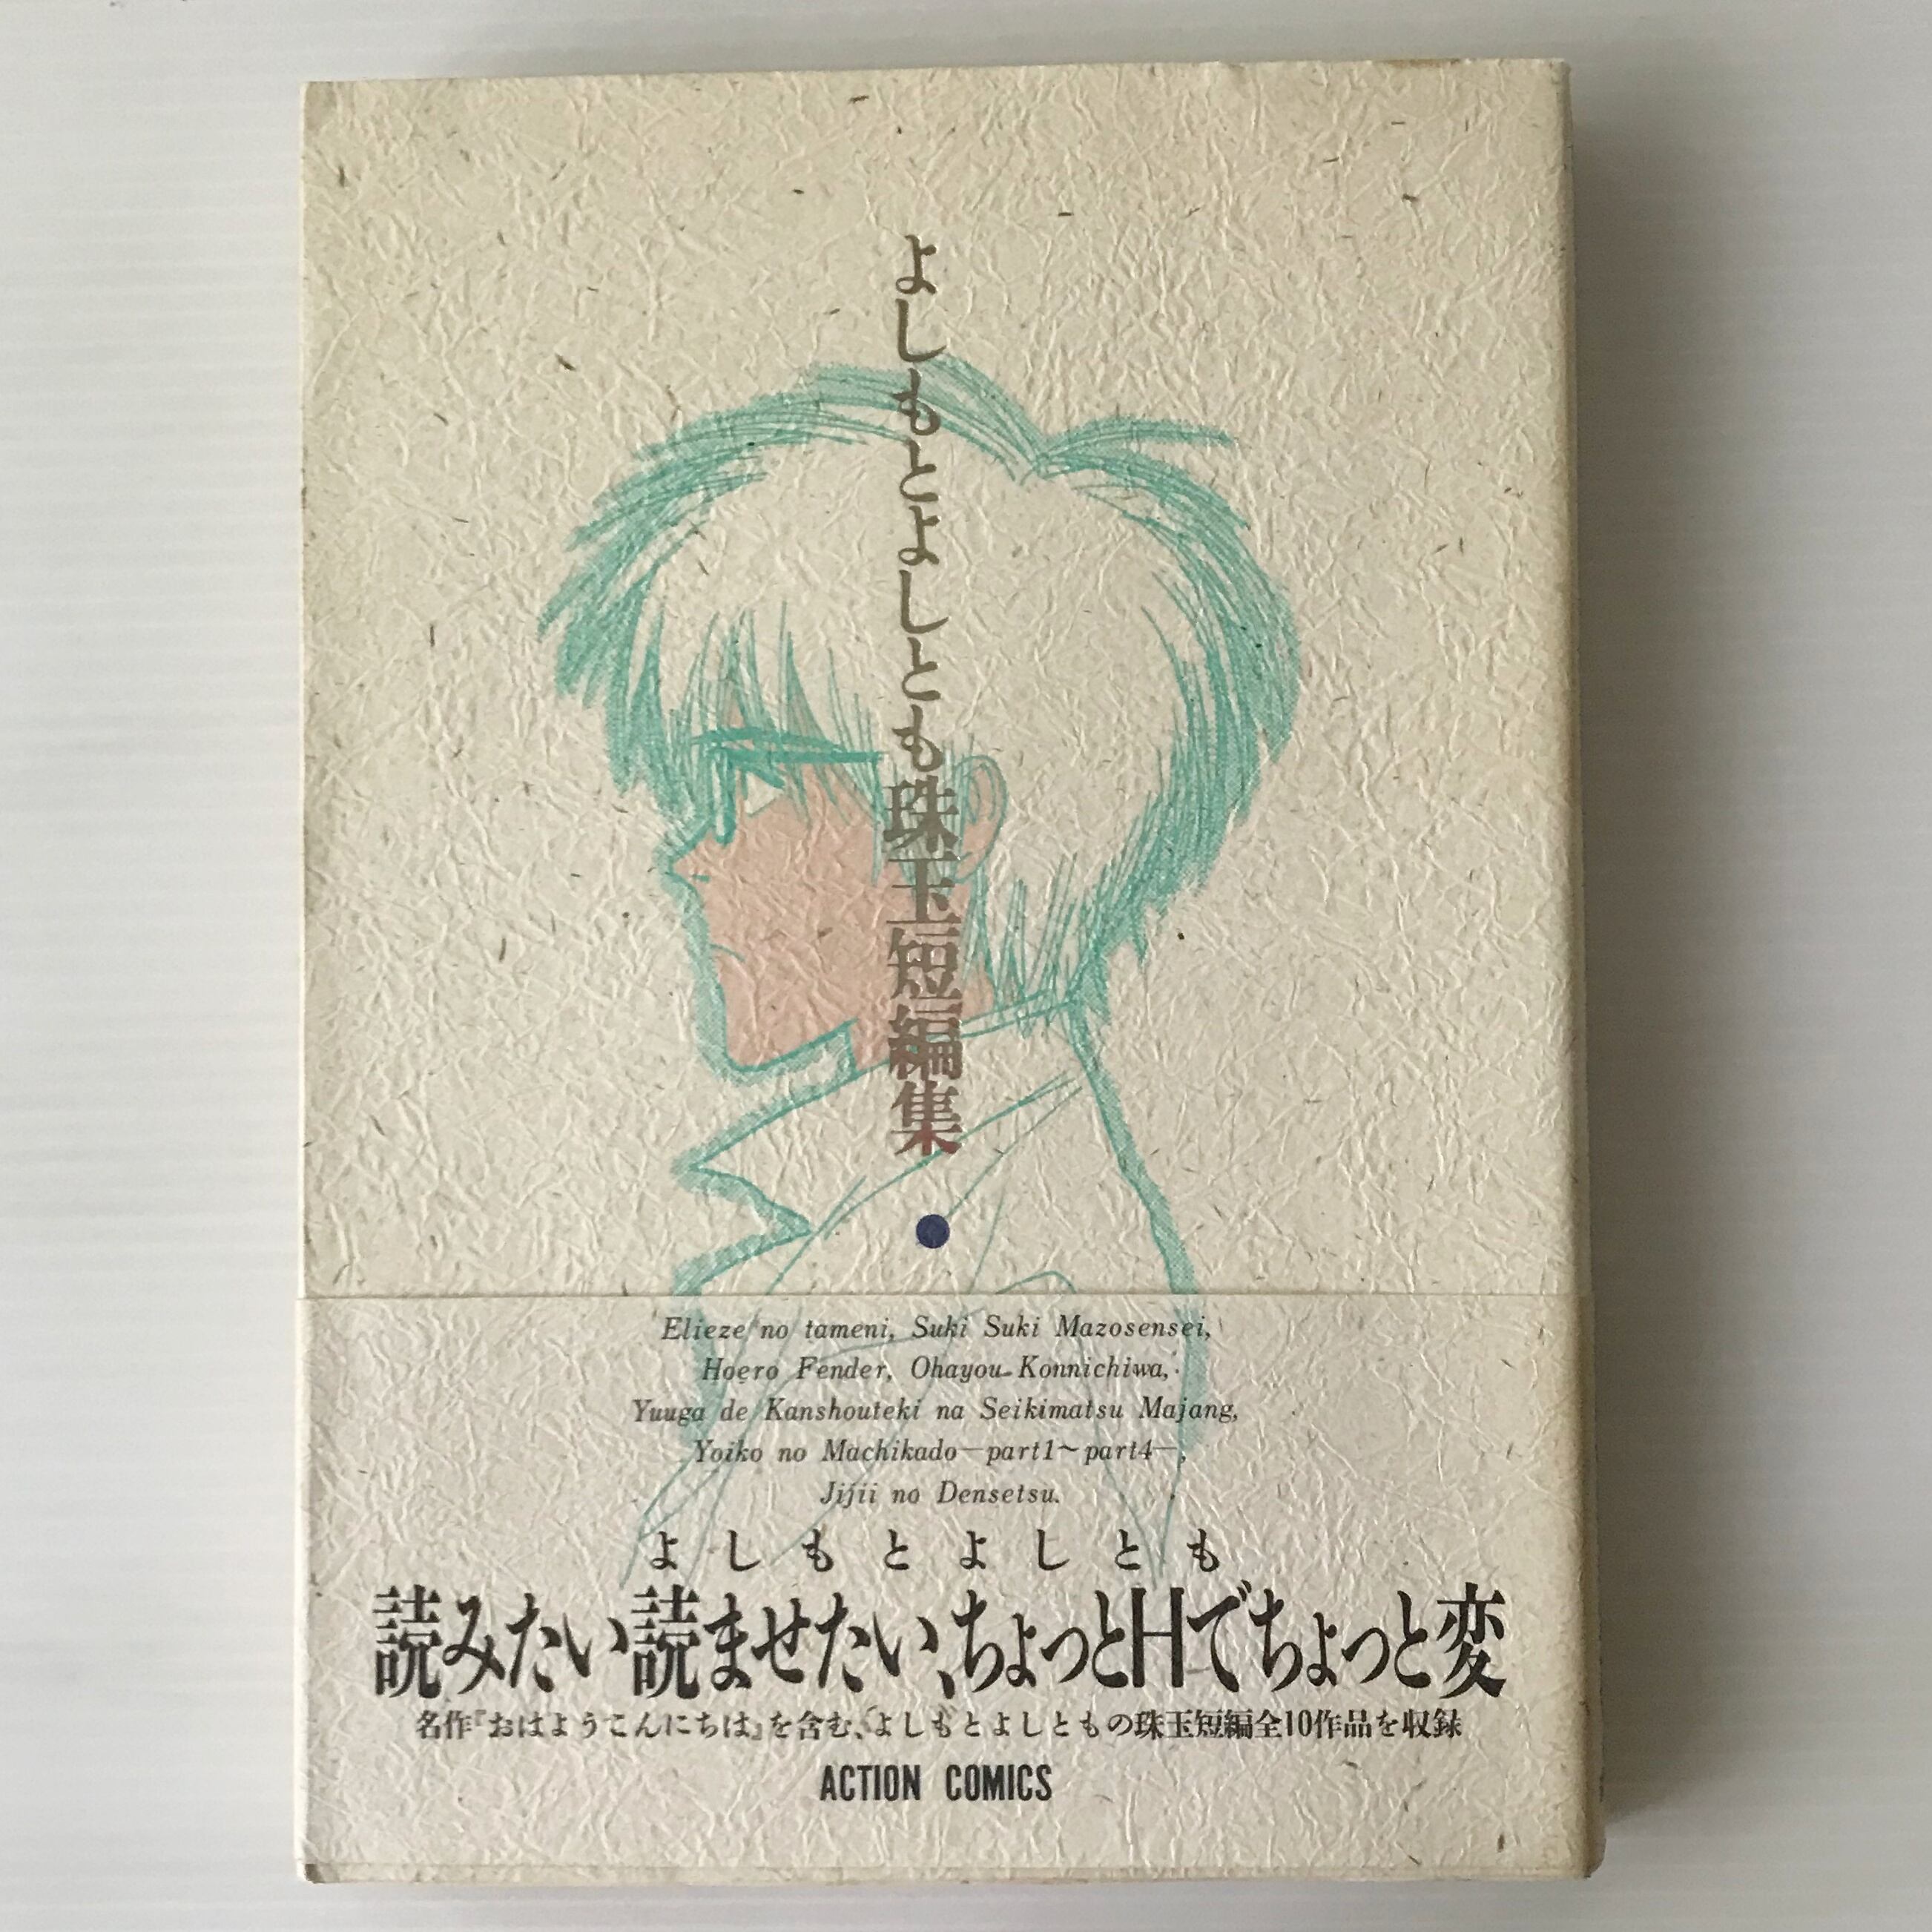 よしもとよしとも珠玉短編集
Elieze no tameni, Suki Suki Mazosensei,
Hoero Fender, Ohayou Konnichiwa,
Yuuga de Kanshouteki na Seikimatsu Majang,
Yoiko no Machikado—part1〜part4—,
Jijii no Densetsu.
よしもとよしとも
読みたい読ませたい、ちょっとHでちょっと変
名作『おはようこんにちは』を含む、よしもとよしともの珠玉短編全10作品を収録
ACTION COMICS